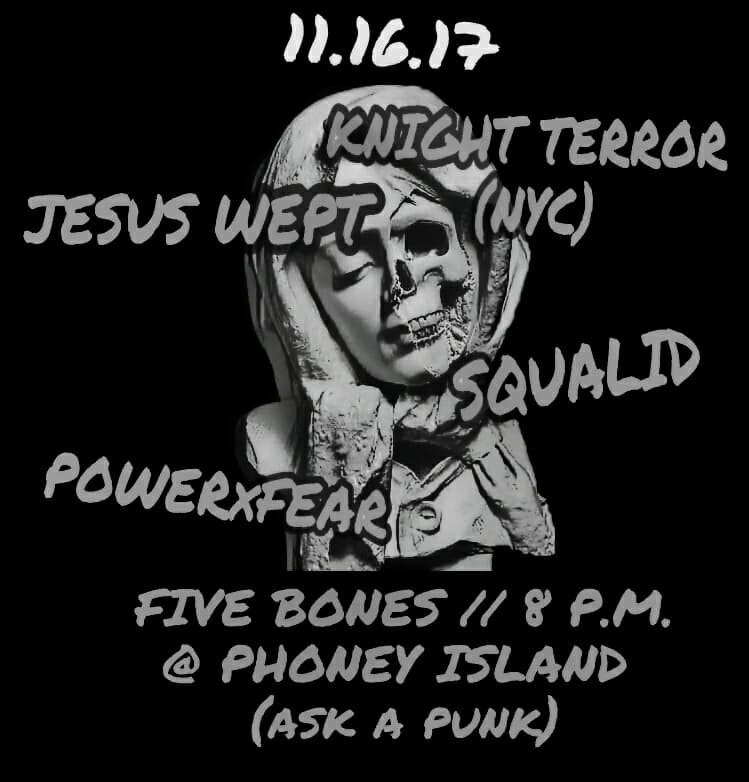 11.16.17
KNIGHT TERROR
(NYC)
JESUS WEPT
SQUALID
POWERxFEAR
FIVE BONES // 8 P.M.
@ PHONEY ISLAND
(ASK A PUNK)